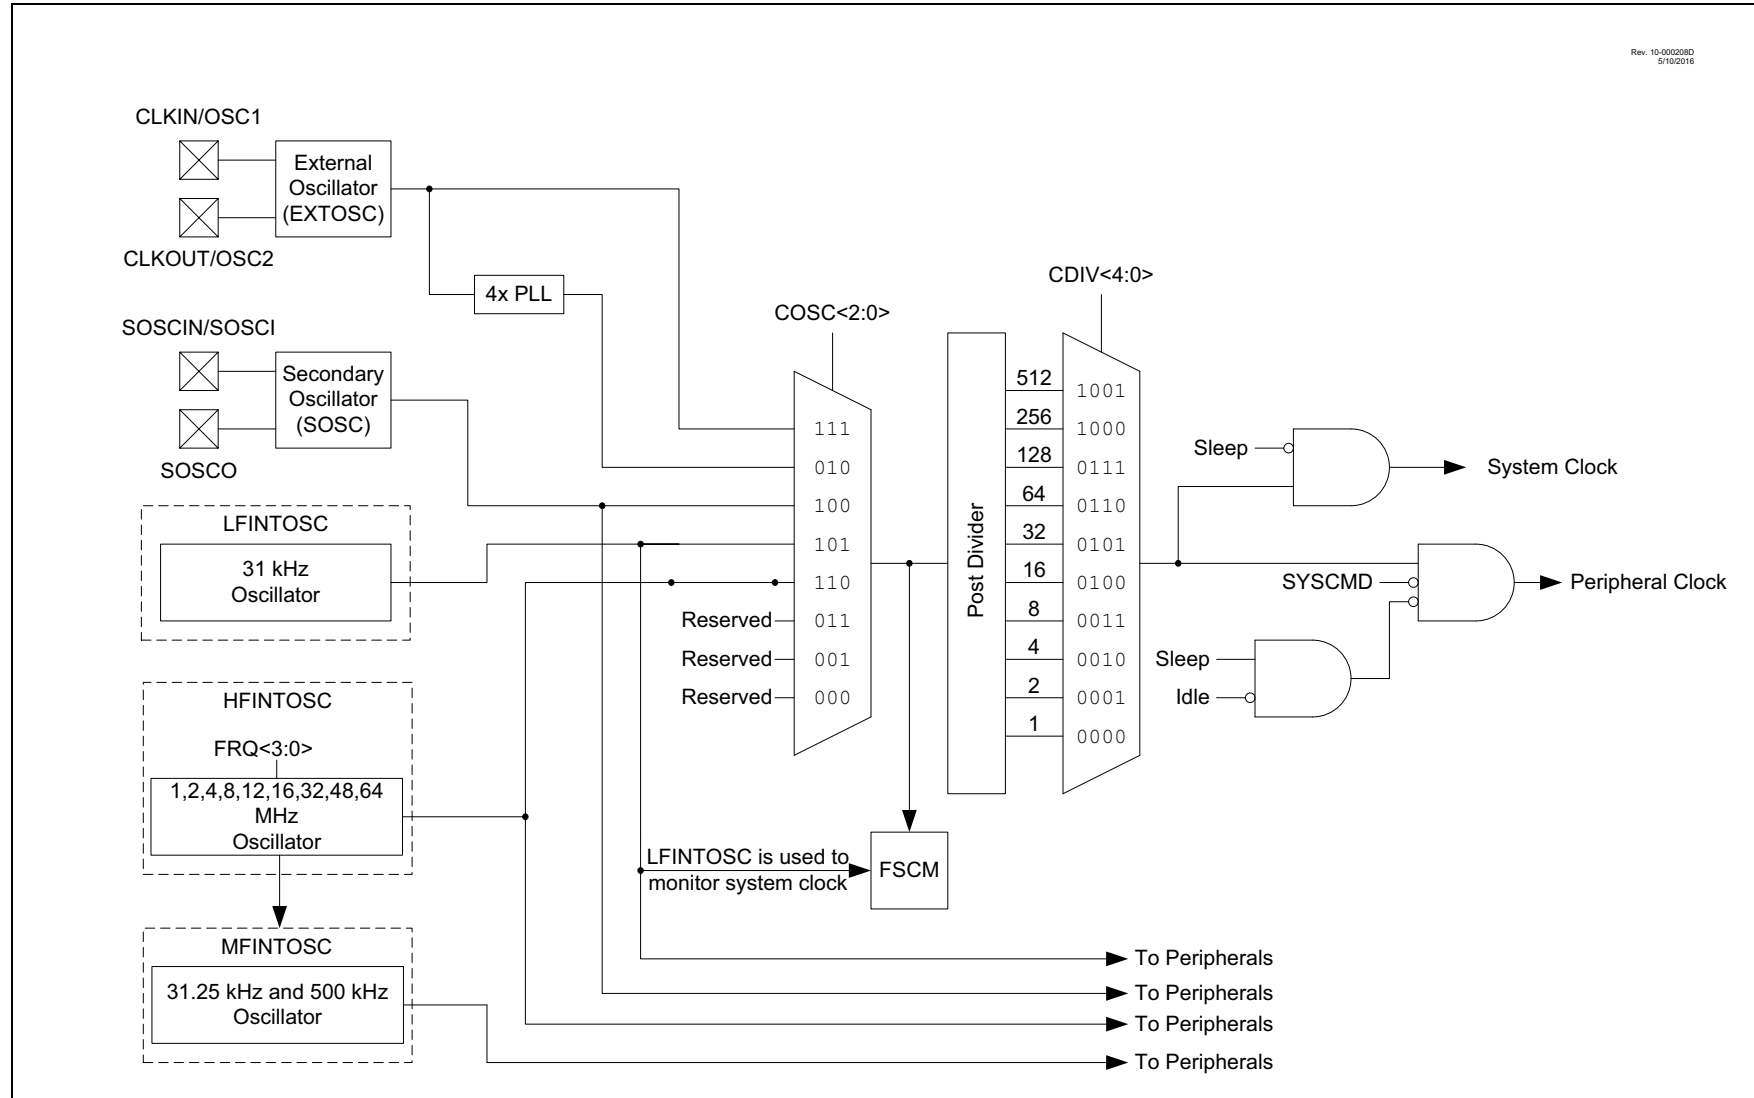 Rev. 10-000208D
5/10/2016
CLKIN/OSC1
External
Oscillator
(EXTOSC)
CLKOUT/OSC2
4x PLL
SOSCIN/SOSCI
Secondary
Oscillator
(SOSC)
SOSCO
LFINTOSC
31 kHz
Oscillator
HFINTOSC
FRQ<3:0>
1,2,4,8,12,16,32,48,64
MHz
Oscillator
MFINTOSC
31.25 kHz and 500 kHz
Oscillator
COSC<2:0>
111
010
100
101
110
Reserved 011
Reserved 001
Reserved 000
LFINTOSC is used to
monitor system clock
FSCM
Post Divider
CDIV<4:0>
512 1001
256 1000
128 0111
64 0110
32 0101
16 0100
8 0011
4 0010
2 0001
1 0000
Sleep
System Clock
SYSCMD
Peripheral Clock
Sleep
Idle
To Peripherals
To Peripherals
To Peripherals
To Peripherals